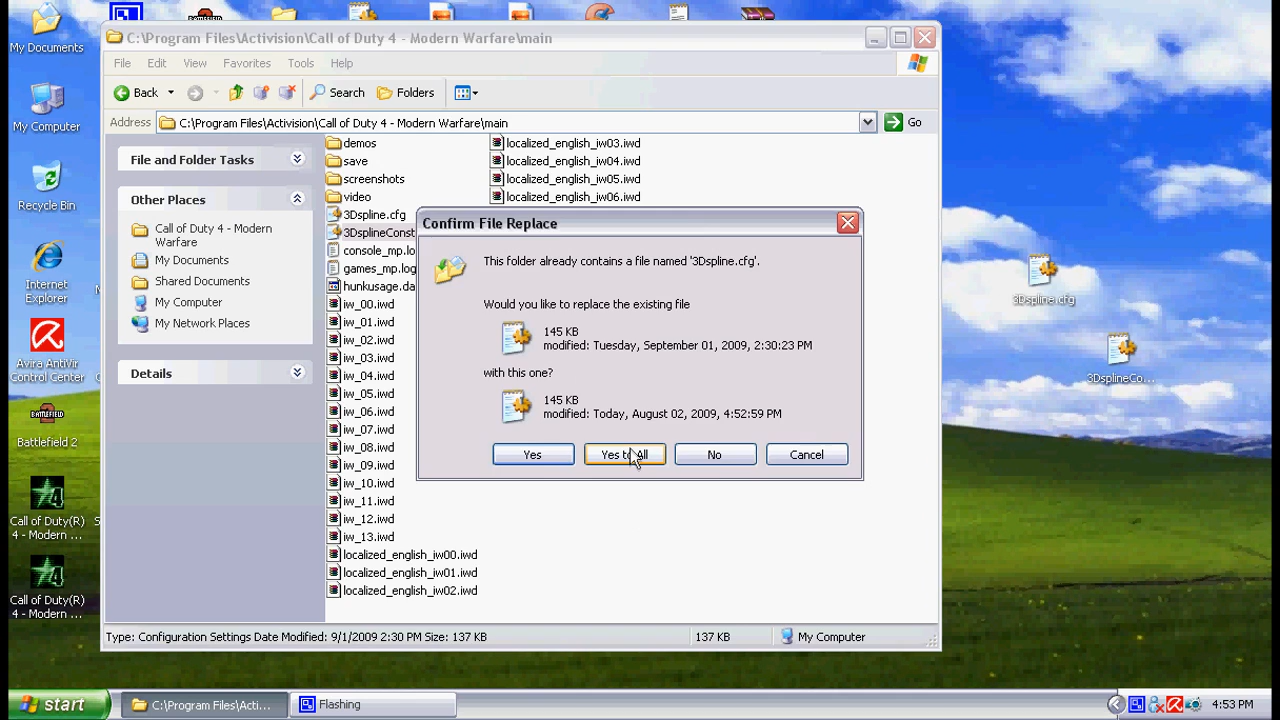 My Documents
My Computer
Recycle Bin
Internet
Explorer
Avira AntiVir
Control Center
Battlefield 2
Call of Duty(R)
4 - Modern ...
Call of Duty(R)
4 - Modern ...
C:\Program Files\Activision\Call of Duty 4 - Modern Warfare\main
File Edit View Favorites Tools Help
Back Search Folders
Address C:\Program Files\Activision\Call of Duty 4 - Modern Warfare\main Go
File and Folder Tasks
Other Places
Call of Duty 4 - Modern
Warfare
My Documents
Shared Documents
My Computer
My Network Places
Details
demos
save
screenshots
video
3Dspline.cfg
3DsplineConst
console_mp.lo
games_mp.log
hunkusage.da
iw_00.iwd
iw_01.iwd
iw_02.iwd
iw_03.iwd
iw_04.iwd
iw_05.iwd
iw_06.iwd
iw_07.iwd
iw_08.iwd
iw_09.iwd
iw_10.iwd
iw_11.iwd
iw_12.iwd
iw_13.iwd
localized_english_iw00.iwd
localized_english_iw01.iwd
localized_english_iw02.iwd
localized_english_iw03.iwd
localized_english_iw04.iwd
localized_english_iw05.iwd
localized_english_iw06.iwd
Confirm File Replace
This folder already contains a file named '3Dspline.cfg'.
Would you like to replace the existing file
145 KB
modified: Tuesday, September 01, 2009, 2:30:23 PM
with this one?
145 KB
modified: Today, August 02, 2009, 4:52:59 PM
Yes Yes to All No Cancel
3Dspline.cfg
3DsplineCo...
Type: Configuration Settings Date Modified: 9/1/2009 2:30 PM Size: 137 KB 137 KB My Computer
start C:\Program Files\Acti... Flashing 4:53 PM